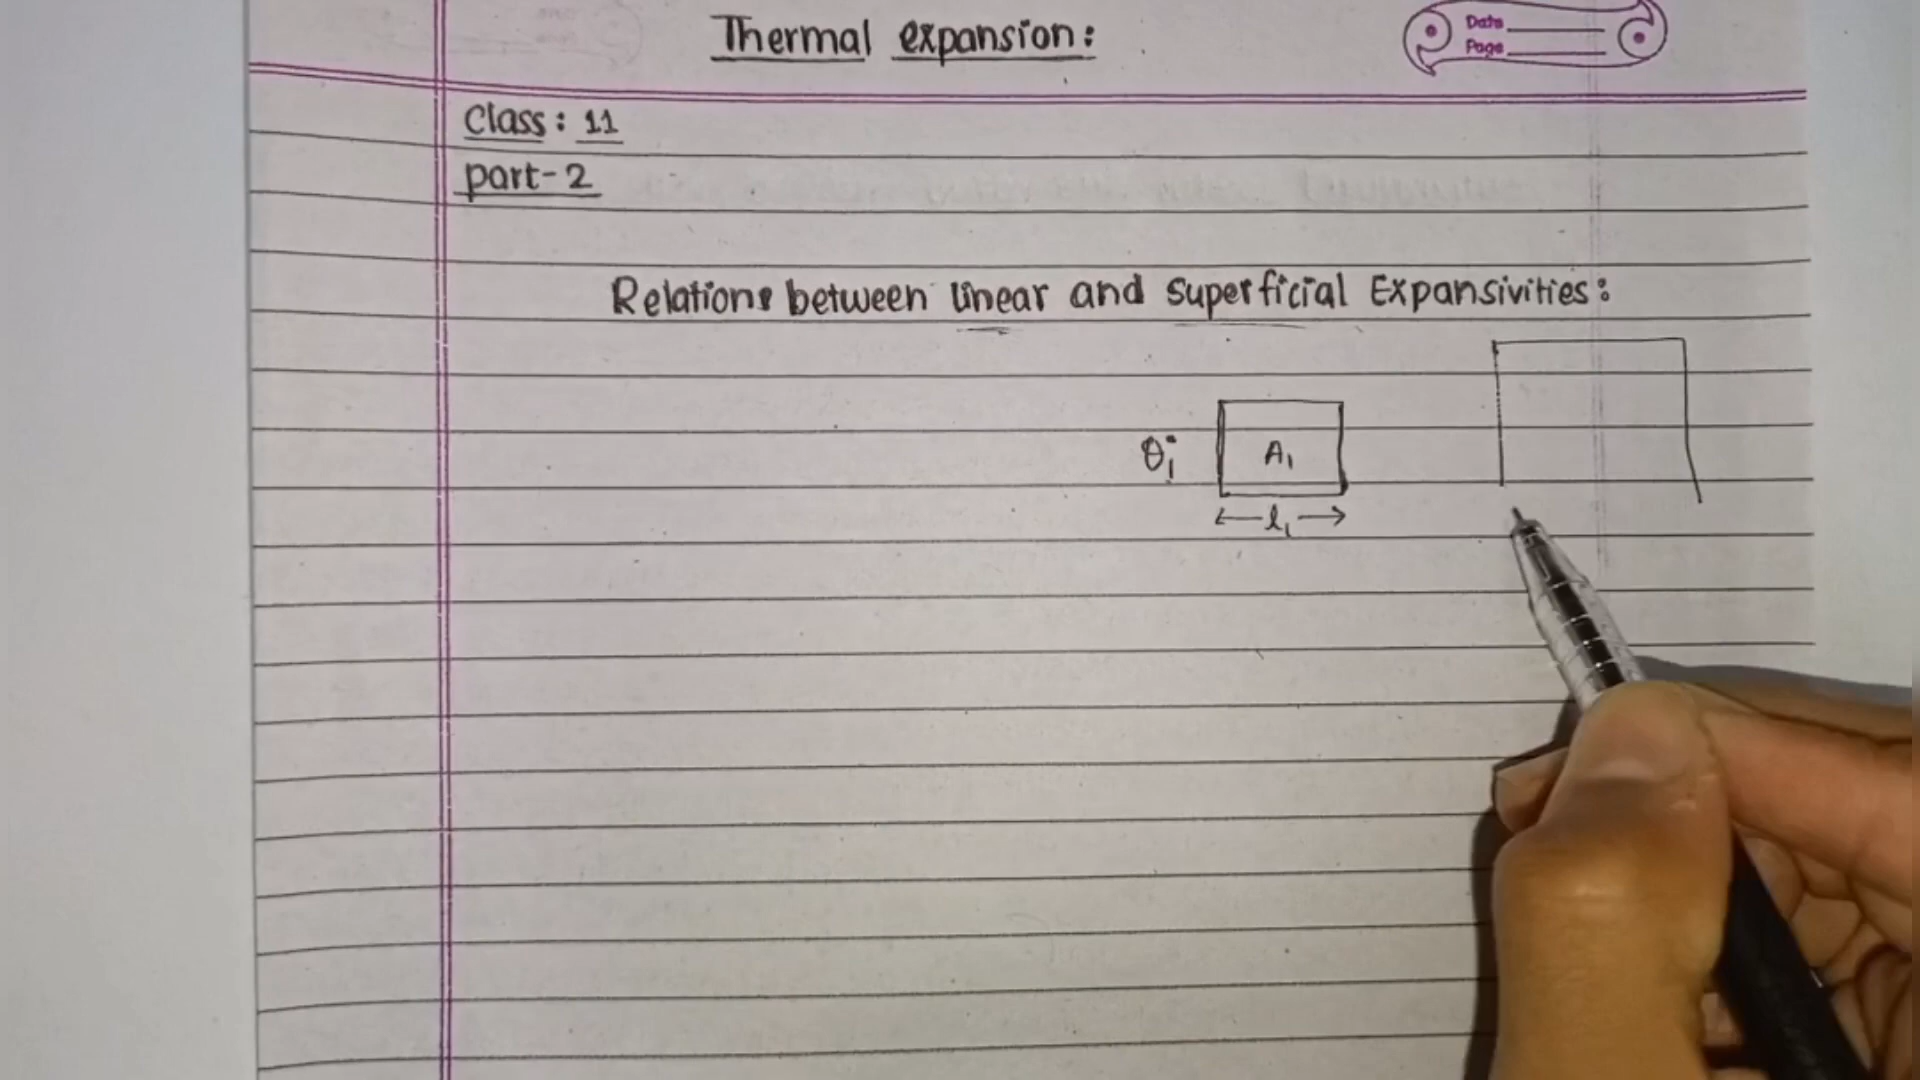 Thermal expansion:
Date
Page
Class: 11
part-2
Relations between linear and superficial Expansivities:
θ₁° A₁
l₁